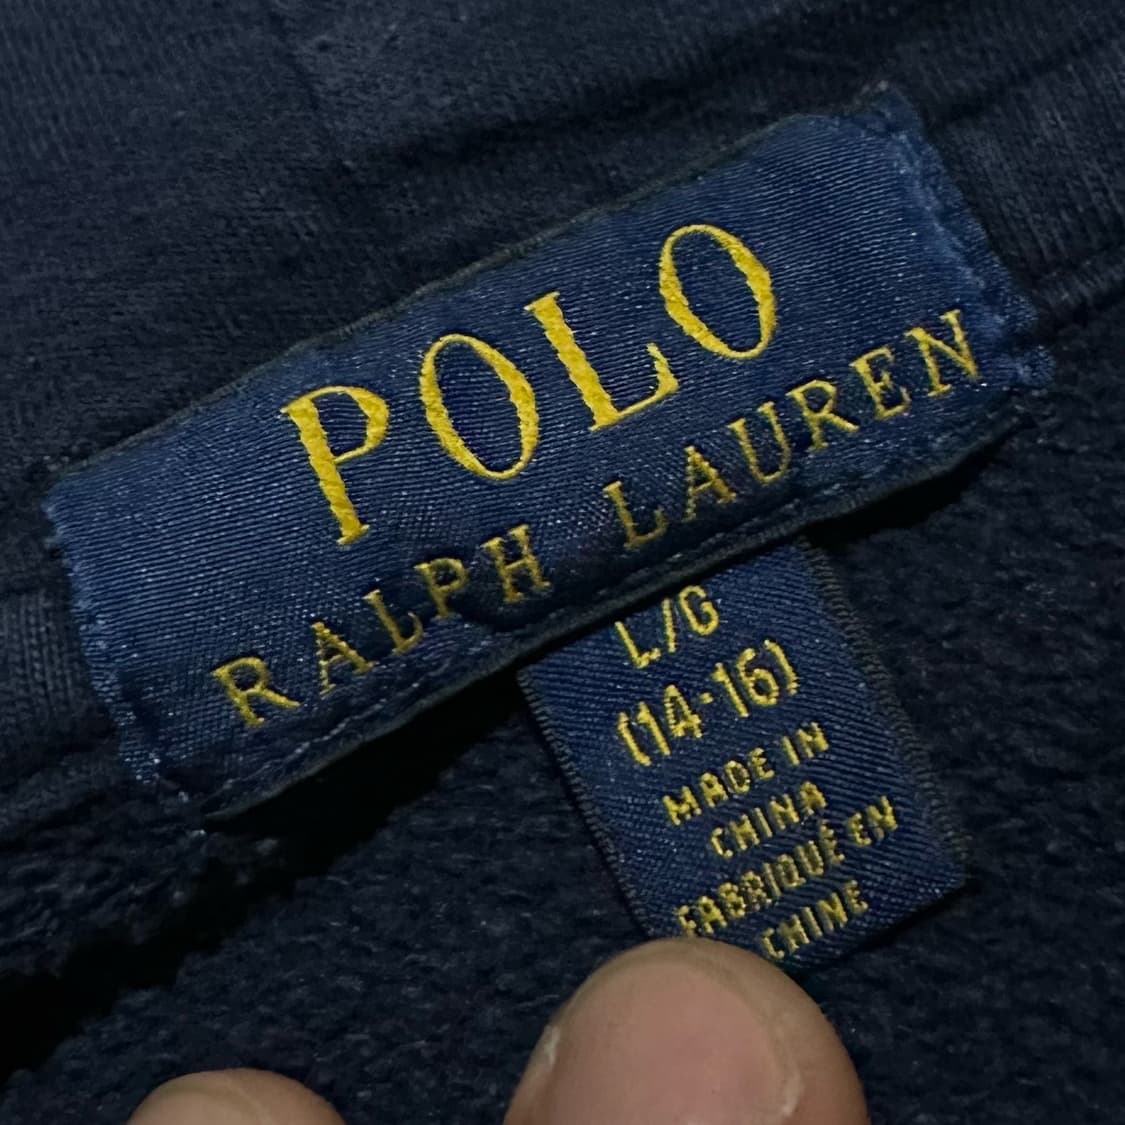 POLO
RALPH LAUREN
L/G
(14-16)
MADE IN
CHINA
FABRIQUÉ EN
CHINE